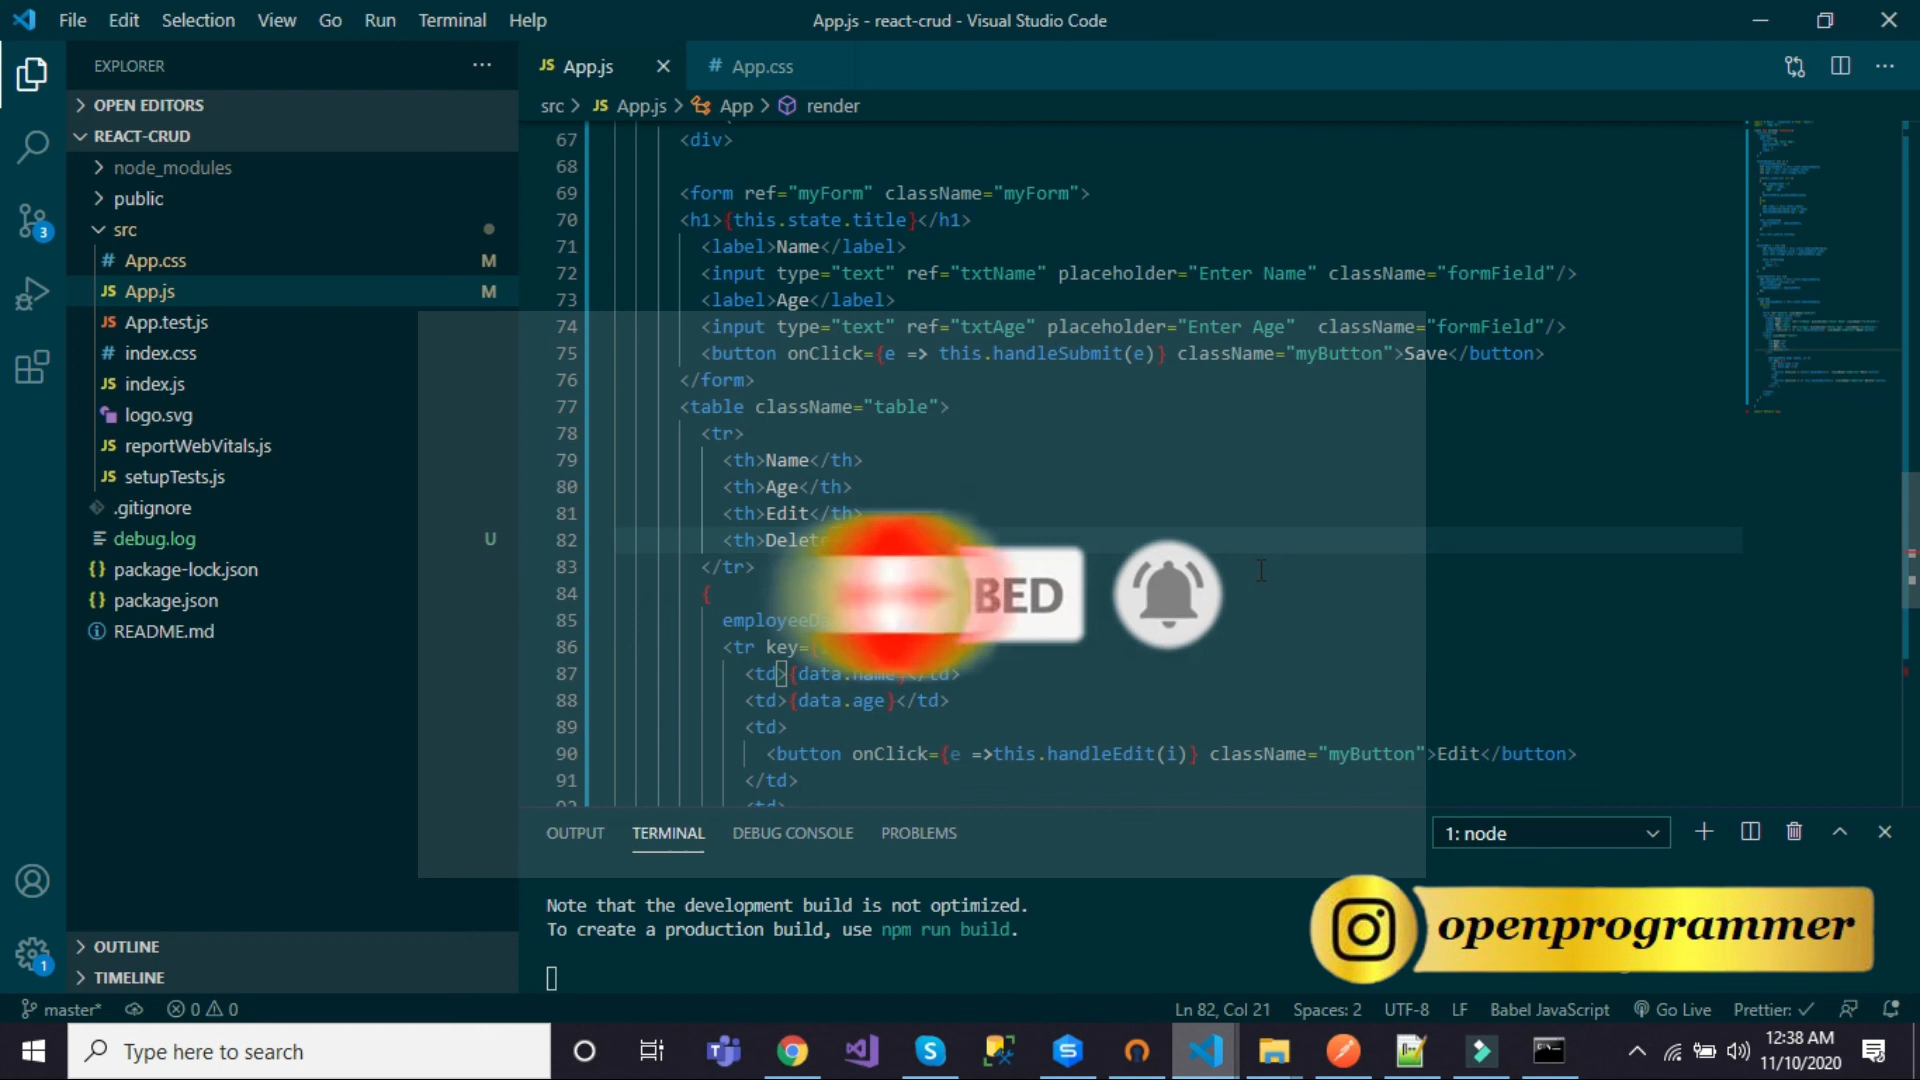 File Edit Selection View Go Run Terminal Help
App.js - react-crud - Visual Studio Code
EXPLORER
OPEN EDITORS
REACT-CRUD
node_modules
public
src
# App.css M
JS App.js M
JS App.test.js
# index.css
JS index.js
logo.svg
JS reportWebVitals.js
JS setupTests.js
.gitignore
debug.log U
{} package-lock.json
{} package.json
README.md
OUTLINE
TIMELINE
3
1
JS App.js
# App.css
src > JS App.js > App > render
67 <div>
68
69 <form ref="myForm" className="myForm">
70 <h1>{this.state.title}</h1>
71 <label>Name</label>
72 <input type="text" ref="txtName" placeholder="Enter Name" className="formField"/>
73 <label>Age</label>
74 <input type="text" ref="txtAge" placeholder="Enter Age"  className="formField"/>
75 <button onClick={e => this.handleSubmit(e)} className="myButton">Save</button>
76 </form>
77 <table className="table">
78 <tr>
79 <th>Name</th>
80 <th>Age</th>
81 <th>Edit</th>
82 <th>Delete
83 </tr>
84 {
85
86 <tr key={
87 <td>{data.name}</td>
88 <td>{data.age}</td>
89 <td>
90 <button onClick={e =>this.handleEdit(i)} className="myButton">Edit</button>
91 </td>
92 <td>
BED
OUTPUT TERMINAL DEBUG CONSOLE PROBLEMS
1: node
Note that the development build is not optimized.
To create a production build, use npm run build.
openprogrammer
master* 0 0
Ln 82, Col 21 Spaces: 2 UTF-8 LF Babel JavaScript Go Live Prettier: ✓
Type here to search
12:38 AM
11/10/2020